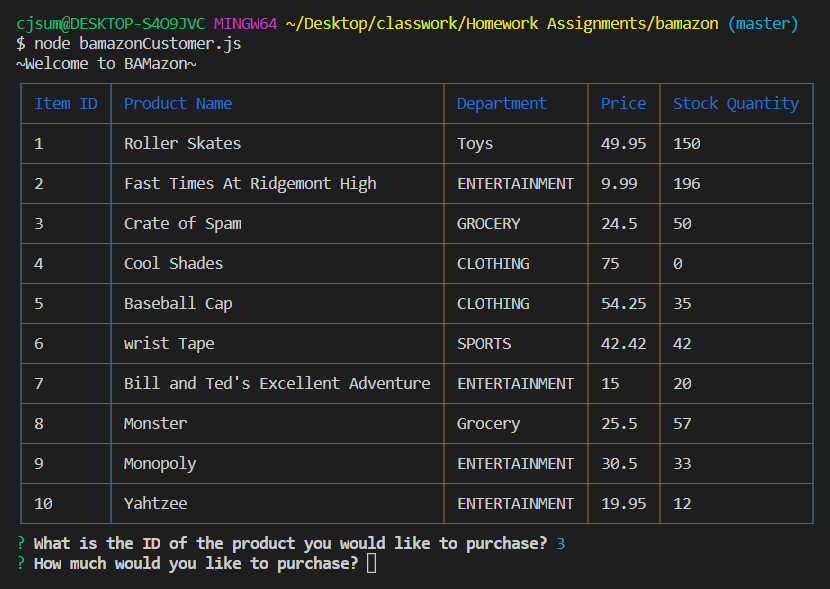 cjsum@DESKTOP-S4O9JVC MINGW64 ~/Desktop/classwork/Homework Assignments/bamazon (master)
$ node bamazonCustomer.js
~Welcome to BAMazon~
Item ID Product Name Department Price Stock Quantity
1 Roller Skates Toys 49.95 150
2 Fast Times At Ridgemont High ENTERTAINMENT 9.99 196
3 Crate of Spam GROCERY 24.5 50
4 Cool Shades CLOTHING 75 0
5 Baseball Cap CLOTHING 54.25 35
6 wrist Tape SPORTS 42.42 42
7 Bill and Ted's Excellent Adventure ENTERTAINMENT 15 20
8 Monster Grocery 25.5 57
9 Monopoly ENTERTAINMENT 30.5 33
10 Yahtzee ENTERTAINMENT 19.95 12
? What is the ID of the product you would like to purchase? 3
? How much would you like to purchase?